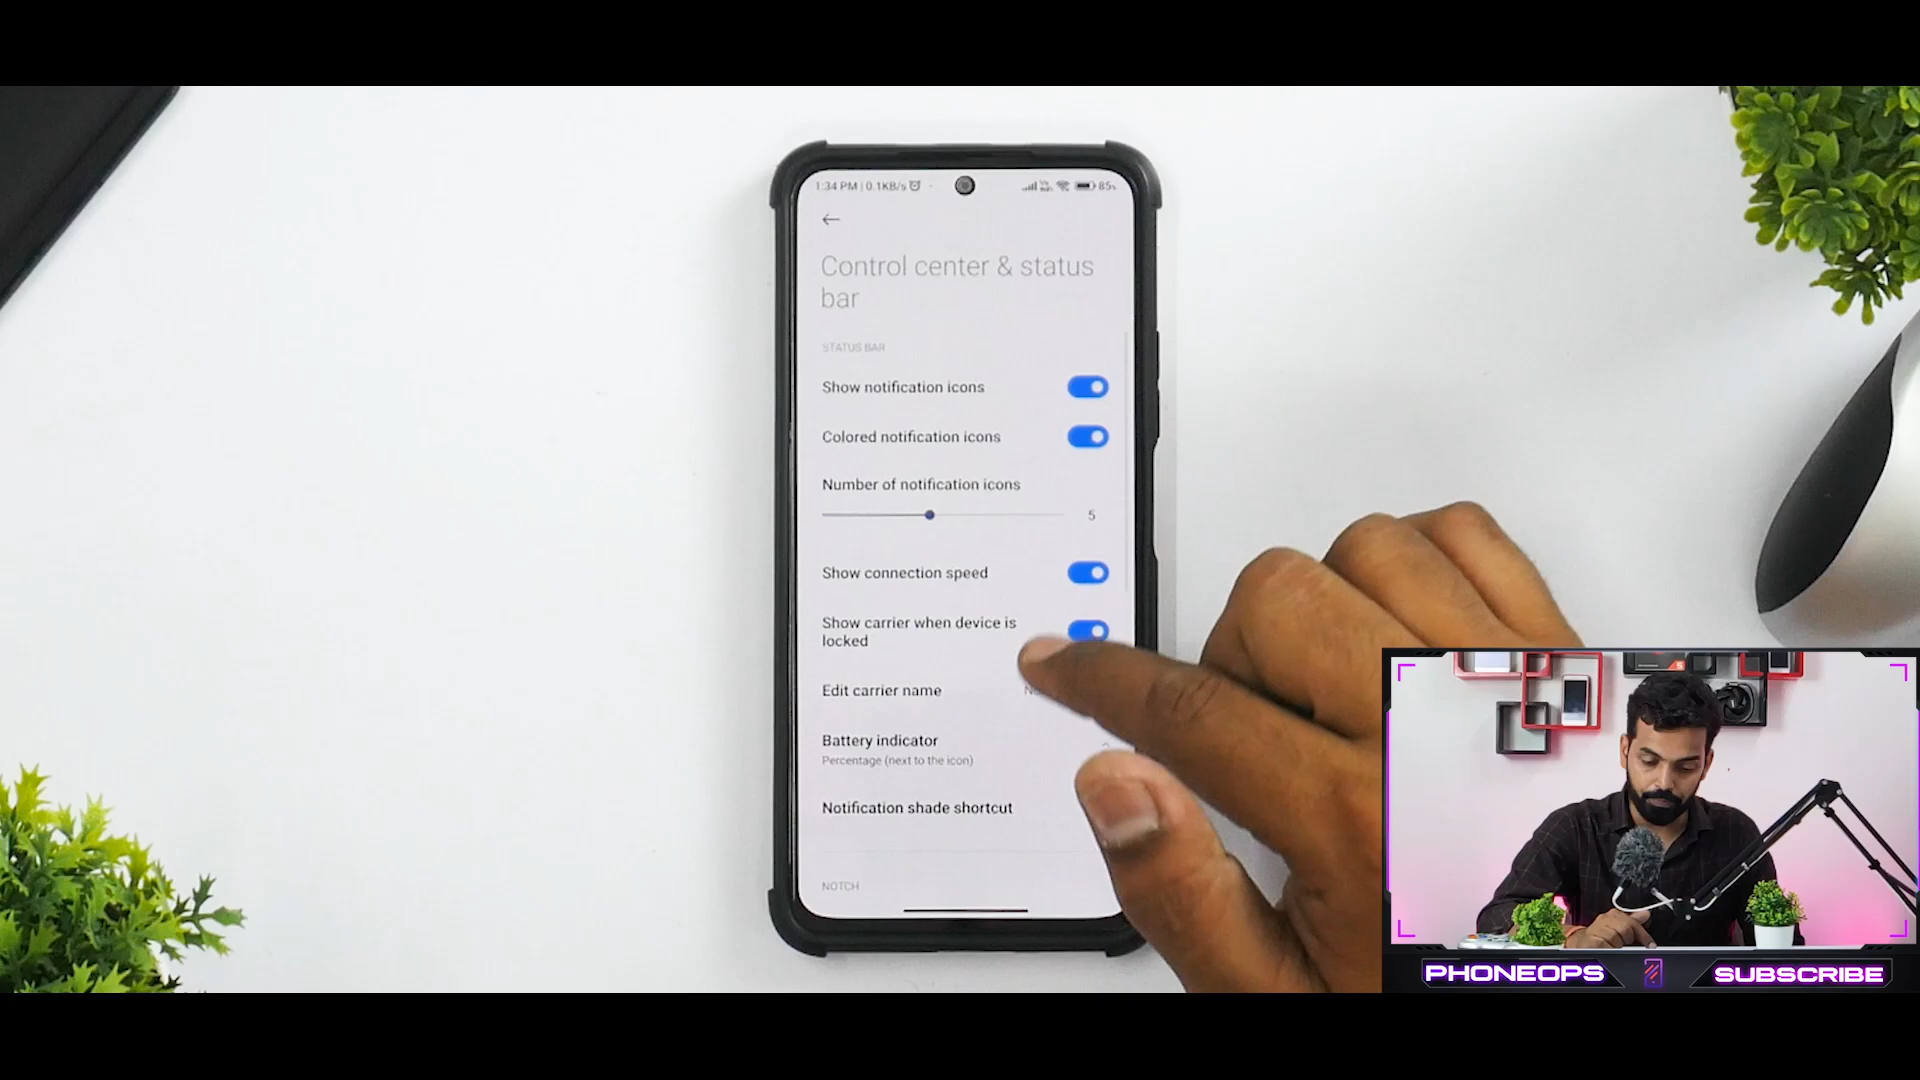 1:34 PM | 0.1KB/s 85%
Control center & status
bar
STATUS BAR
Show notification icons
Colored notification icons
Number of notification icons
5
Show connection speed
Show carrier when device is
locked
Edit carrier name
Battery indicator
Percentage (next to the icon)
Notification shade shortcut
NOTCH
PHONEOPS
SUBSCRIBE